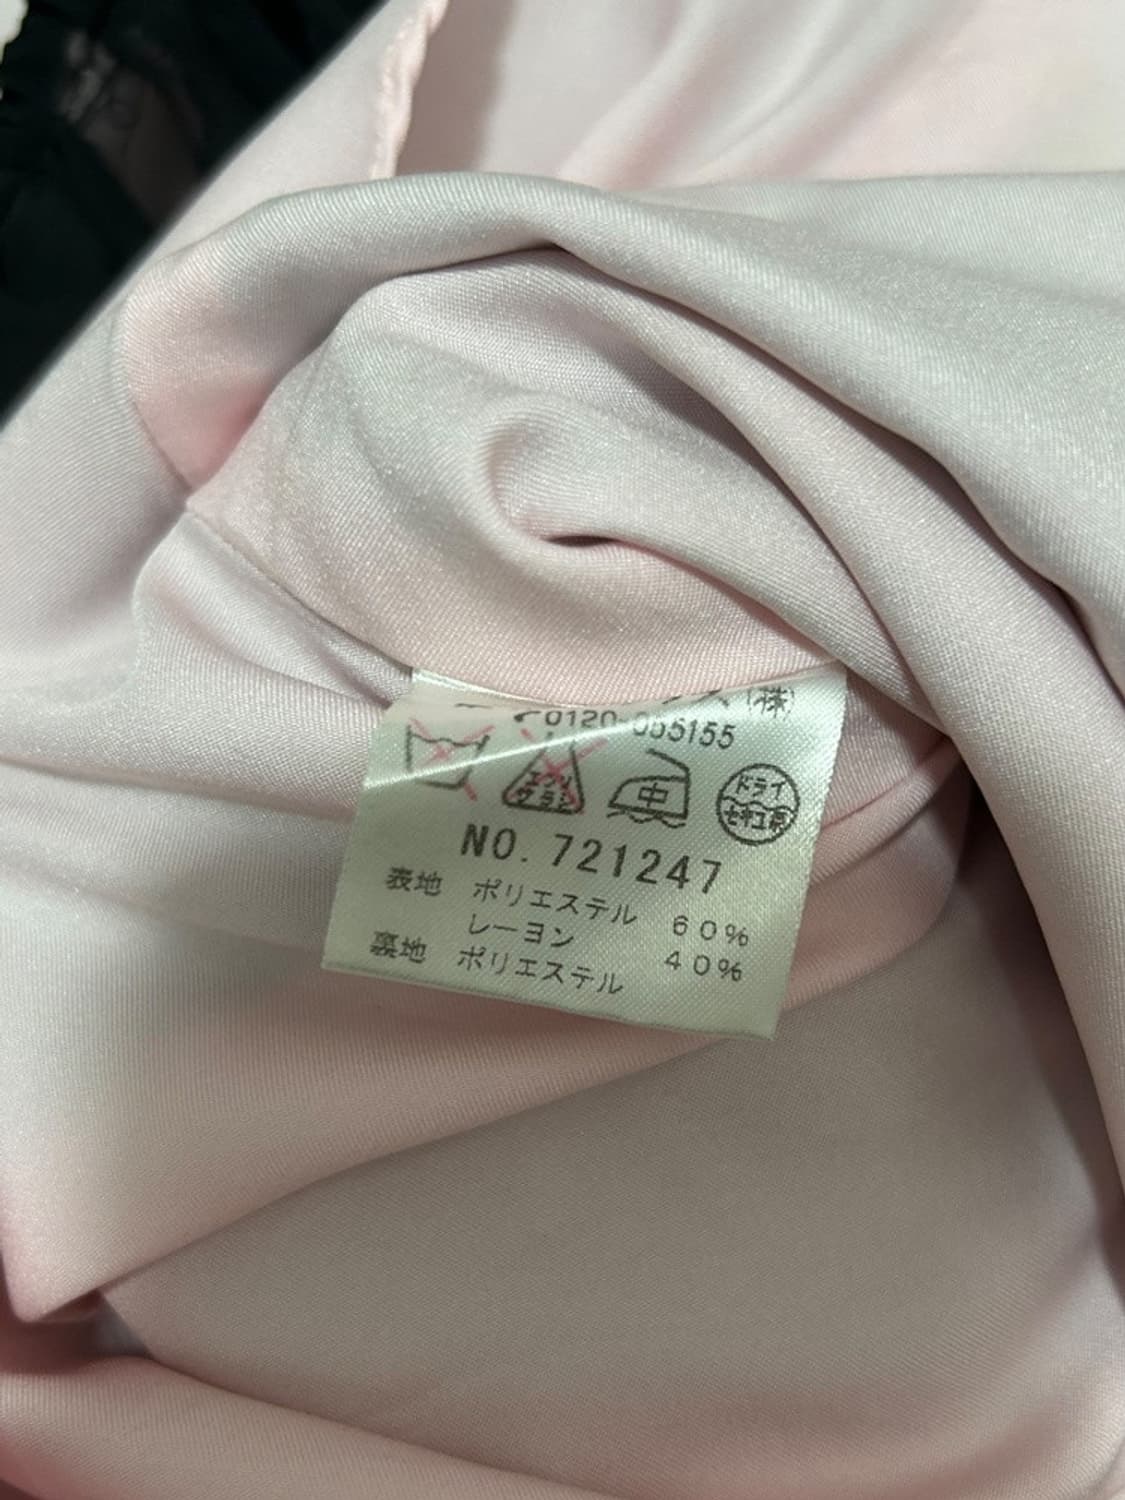 ス(株)
0120-055155
エンソ
サラシ
中
ドライ
セキユ系
NO. 721247
表地 ポリエステル 60%
レーヨン 40%
裏地 ポリエステル